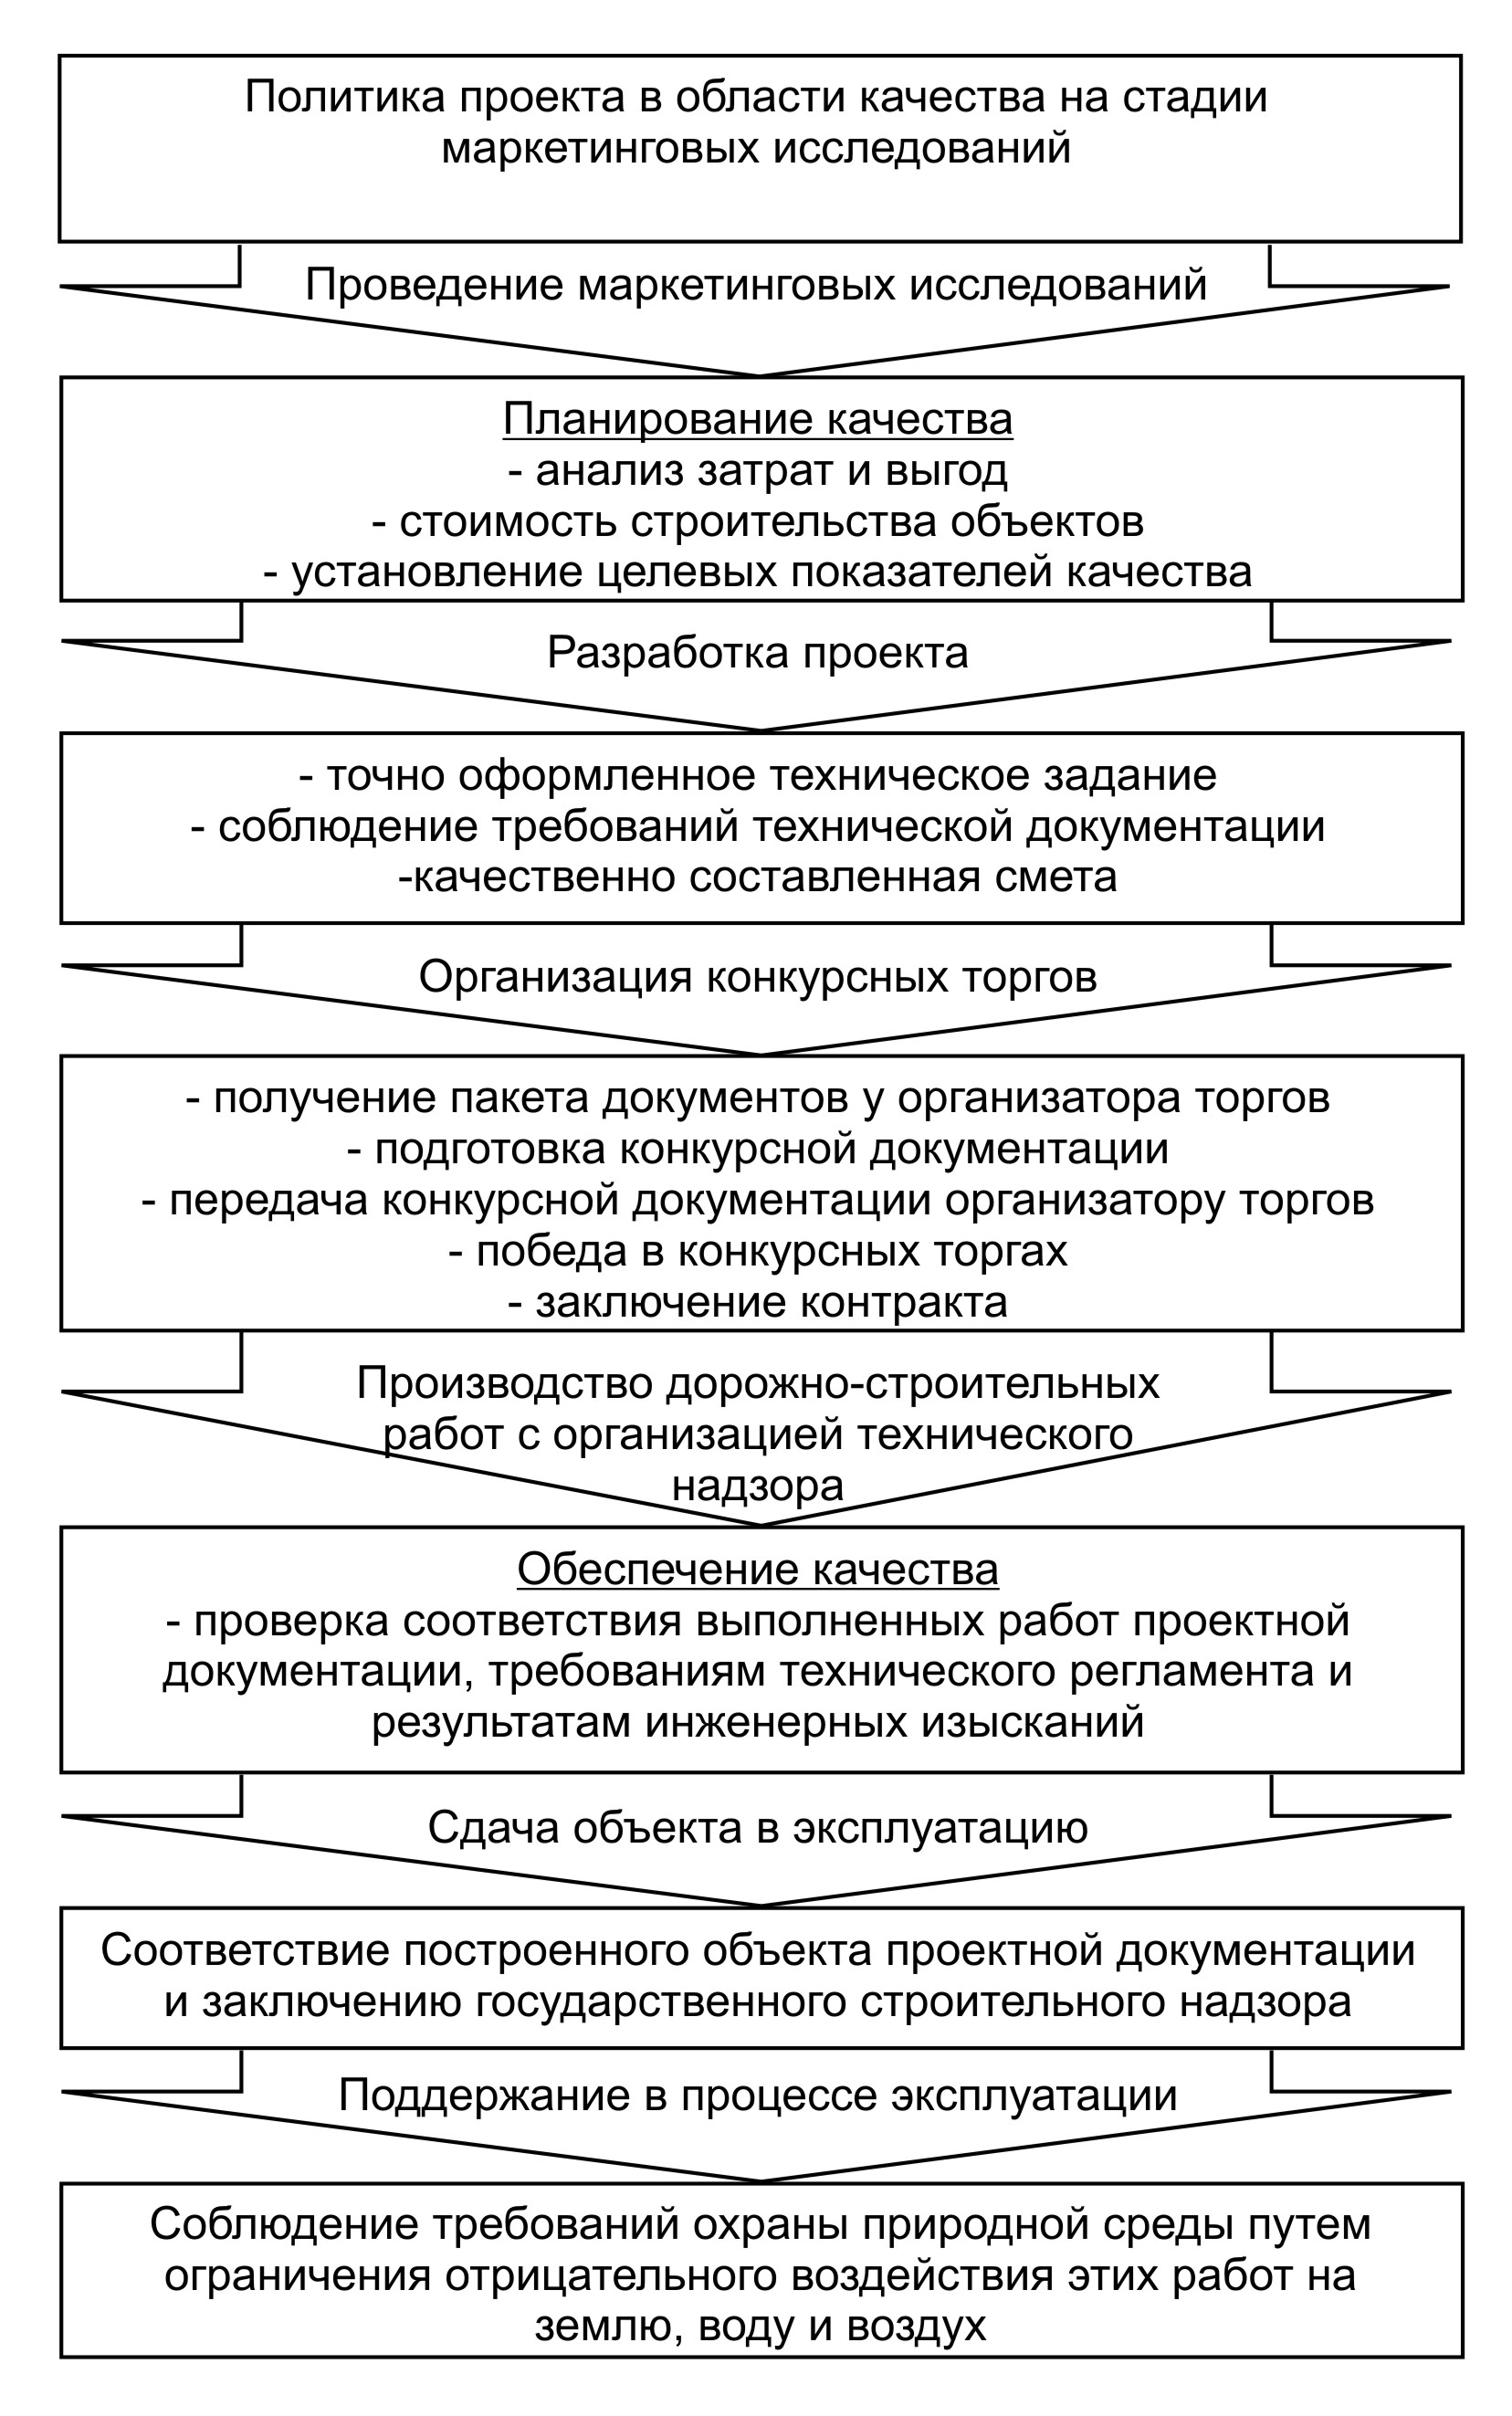 Политика проекта в области качества на стадии
маркетинговых исследований
Проведение маркетинговых исследований
Планирование качества
- анализ затрат и выгод
- стоимость строительства объектов
- установление целевых показателей качества
Разработка проекта
- точно оформленное техническое задание
- соблюдение требований технической документации
-качественно составленная смета
Организация конкурсных торгов
- получение пакета документов у организатора торгов
- подготовка конкурсной документации
- передача конкурсной документации организатору торгов
- победа в конкурсных торгах
- заключение контракта
Производство дорожно-строительных
работ с организацией технического
надзора
Обеспечение качества
- проверка соответствия выполненных работ проектной
документации, требованиям технического регламента и
результатам инженерных изысканий
Сдача объекта в эксплуатацию
Соответствие построенного объекта проектной документации
и заключению государственного строительного надзора
Поддержание в процессе эксплуатации
Соблюдение требований охраны природной среды путем
ограничения отрицательного воздействия этих работ на
землю, воду и воздух